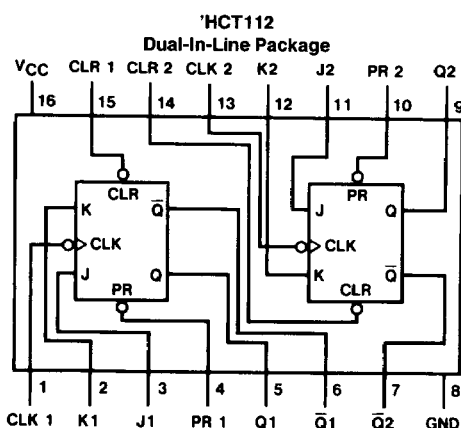 'HCT112
Dual-In-Line Package
VCC CLR 1 CLR 2 CLK 2 K2 J2 PR 2 Q2
16 15 14 13 12 11 10 9
CLR PR
K Q̅ J Q
CLK CLK
J Q K Q̅
PR CLR
1 2 3 4 5 6 7 8
CLK 1 K1 J1 PR 1 Q1 Q̅1 Q̅2 GND